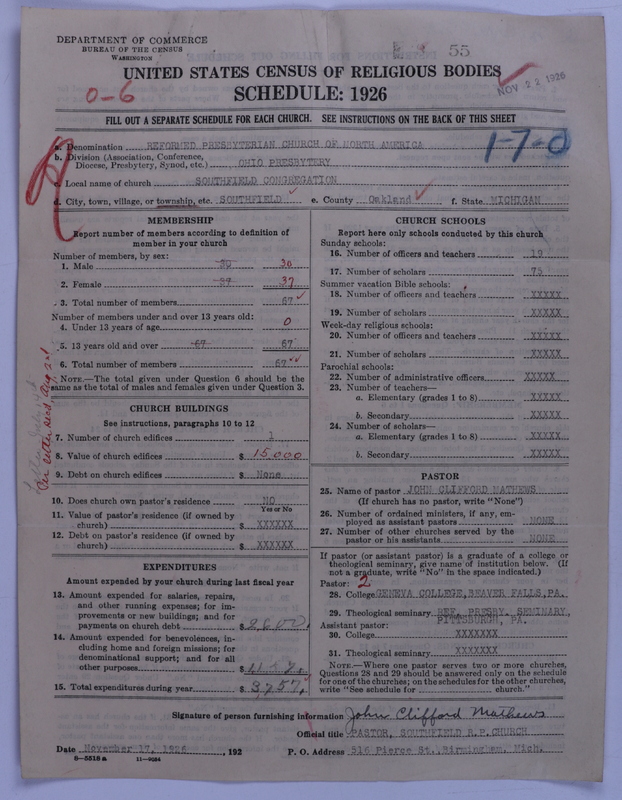 DEPARTMENT OF COMMERCE
BUREAU OF THE CENSUS
WASHINGTON
55
UNITED STATES CENSUS OF RELIGIOUS BODIES
NOV 22 1926
0-6
SCHEDULE: 1926
FILL OUT A SEPARATE SCHEDULE FOR EACH CHURCH. SEE INSTRUCTIONS ON THE BACK OF THIS SHEET
1-7-0
a. Denomination REFORMED PRESBYTERIAN CHURCH OF NORTH AMERICA
b. Division (Association, Conference,
Diocese, Presbytery, Synod, etc.) OHIO PRESBYTERY
c. Local name of church SOUTHFIELD CONGREGATION
d. City, town, village, or township, etc. SOUTHFIELD e. County Oakland f. State MICHIGAN
MEMBERSHIP
Report number of members according to definition of
member in your church
Number of members, by sex:
1. Male 30 30
2. Female 37 37
3. Total number of members 67
Number of members under and over 13 years old:
4. Under 13 years of age 0
5. 13 years old and over 67 67
6. Total number of members 67
NOTE.—The total given under Question 6 should be the
same as the total of males and females given under Question 3.
per letter recd Aug 2nd
CHURCH BUILDINGS
See instructions, paragraphs 10 to 12
7. Number of church edifices 1
8. Value of church edifices $ 15,000
9. Debt on church edifices $ None
10. Does church own pastor's residence NO
Yes or No
11. Value of pastor's residence (if owned by
church) $ XXXXXX
12. Debt on pastor's residence (if owned by
church) $ XXXXXX
EXPENDITURES
Amount expended by your church during last fiscal year
13. Amount expended for salaries, repairs,
and other running expenses; for im-
provements or new buildings; and for
payments on church debt $ 2600.
14. Amount expended for benevolences, in-
cluding home and foreign missions; for
denominational support; and for all
other purposes $ 1157.
15. Total expenditures during year $ 3757.
CHURCH SCHOOLS
Report here only schools conducted by this church
Sunday schools:
16. Number of officers and teachers 19
17. Number of scholars 75
Summer vacation Bible schools:
18. Number of officers and teachers XXXXX
19. Number of scholars XXXXX
Week-day religious schools:
20. Number of officers and teachers XXXXX
21. Number of scholars XXXXX
Parochial schools:
22. Number of administrative officers XXXXX
23. Number of teachers—
a. Elementary (grades 1 to 8) XXXXX
b. Secondary XXXXX
24. Number of scholars—
a. Elementary (grades 1 to 8) XXXXX
b. Secondary XXXXX
PASTOR
25. Name of pastor JOHN CLIFFORD MATHEWS
(If church has no pastor, write "None")
26. Number of ordained ministers, if any, em-
ployed as assistant pastors NONE
27. Number of other churches served by the
pastor or his assistants NONE
If pastor (or assistant pastor) is a graduate of a college or
theological seminary, give name of institution below. (If
not a graduate, write "No" in the space indicated.)
Pastor: 2
28. College GENEVA COLLEGE, BEAVER FALLS, PA.
29. Theological seminary REF. PRESBY. SEMINARY,
PITTSBURGH, PA.
Assistant pastor:
30. College XXXXXXX
31. Theological seminary XXXXXXX
NOTE.—Where one pastor serves two or more churches,
Questions 28 and 29 should be answered only on the schedule
for one of the churches; on the schedules for the other churches,
write "See schedule for church."
Signature of person furnishing information John Clifford Mathews
Official title PASTOR, SOUTHFIELD R.P. CHURCH
Date November 17, 1926, 192 P. O. Address 516 Pierce St., Birmingham, Mich.
8-5518a 11-9084